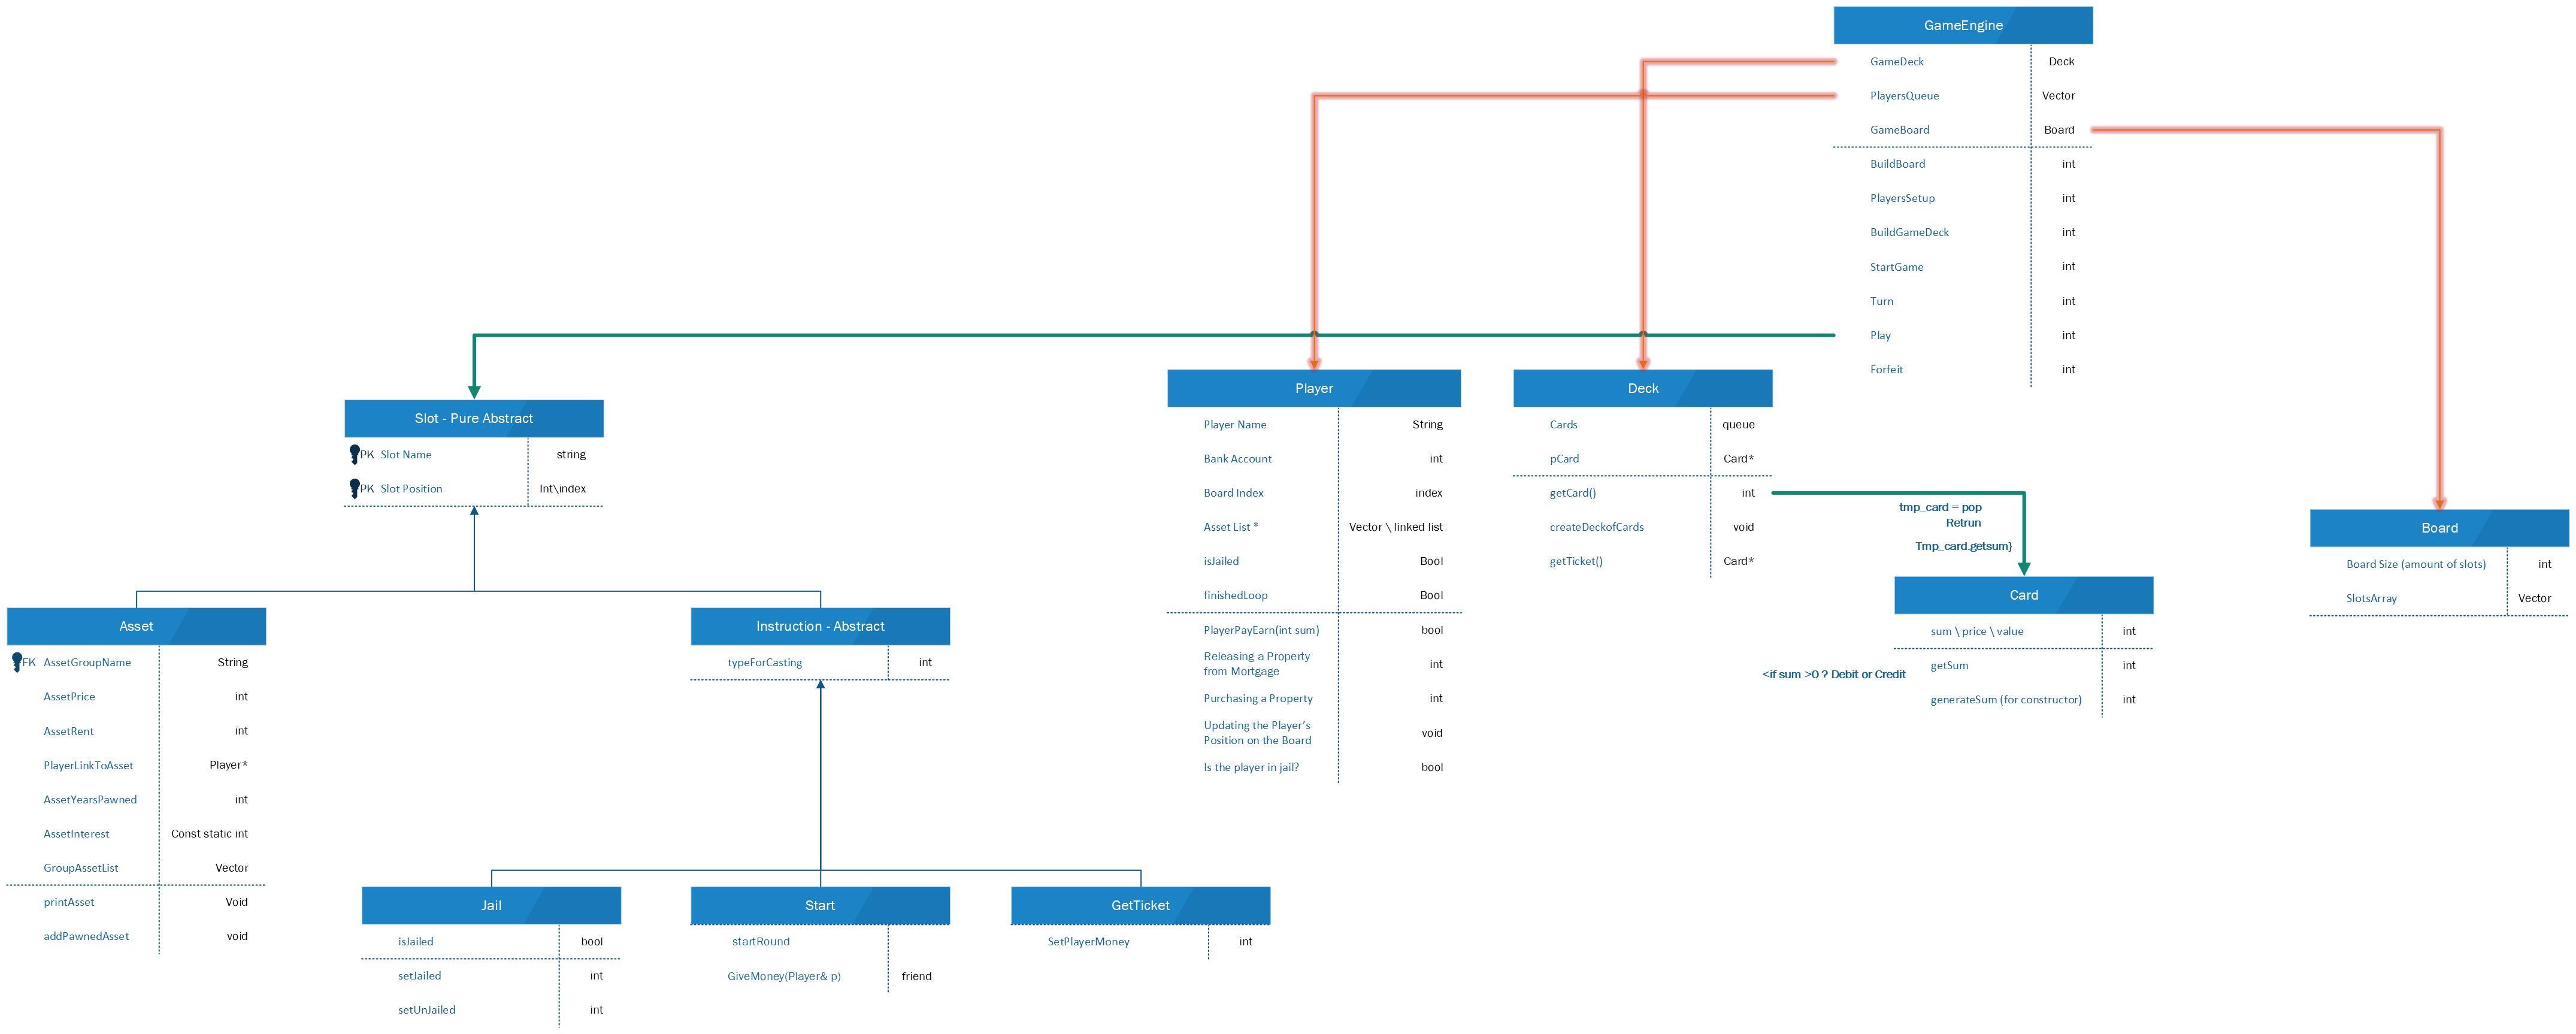 GameEngine
GameDeck Deck
PlayersQueue Vector
GameBoard Board
BuildBoard int
PlayersSetup int
BuildGameDeck int
StartGame int
Turn int
Play int
Forfeit int
Slot - Pure Abstract
PK Slot Name string
PK Slot Position Int\index
Player
Player Name String
Bank Account int
Board Index index
Asset List * Vector \ linked list
isJailed Bool
finishedLoop Bool
PlayerPayEarn(int sum) bool
Releasing a Property
from Mortgage int
Purchasing a Property int
Updating the Player’s
Position on the Board void
Is the player in jail? bool
Deck
Cards queue
pCard Card*
getCard() int
createDeckofCards void
getTicket() Card*
tmp_card = pop
Retrun
Tmp_card.getsum}
Card
sum \ price \ value int
getSum int
generateSum (for constructor) int
<if sum >0 ? Debit or Credit
Board
Board Size (amount of slots) int
SlotsArray Vector
Asset
FK AssetGroupName String
AssetPrice int
AssetRent int
PlayerLinkToAsset Player*
AssetYearsPawned int
AssetInterest Const static int
GroupAssetList Vector
printAsset Void
addPawnedAsset void
Instruction - Abstract
typeForCasting int
Jail
isJailed bool
setJailed int
setUnJailed int
Start
startRound
GiveMoney(Player& p) friend
GetTicket
SetPlayerMoney int